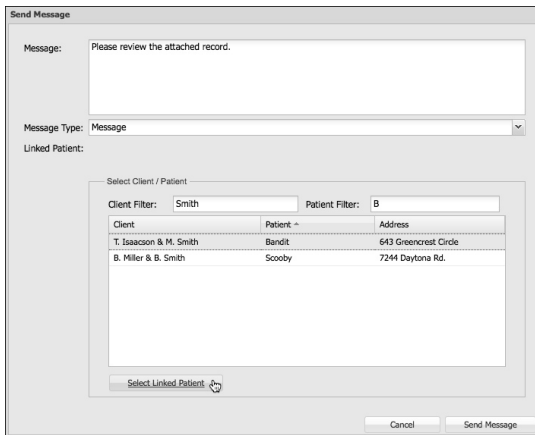 Send Message
Message: Please review the attached record.
Message Type: Message
Linked Patient:
Select Client / Patient
Client Filter: Smith Patient Filter: B
Client Patient Address
T. Isaacson & M. Smith Bandit 643 Greencrest Circle
B. Miller & B. Smith Scooby 7244 Daytona Rd.
Select Linked Patient
Cancel Send Message